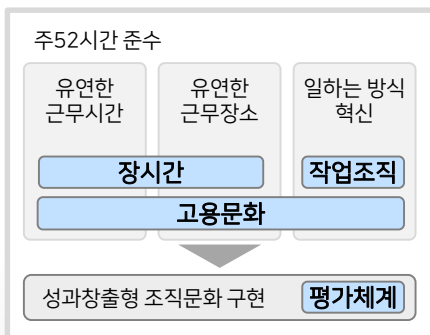 주52시간 준수
유연한
근무시간
유연한
근무장소
일하는 방식
혁신
장시간
작업조직
고용문화
성과창출형 조직문화 구현
평가체계